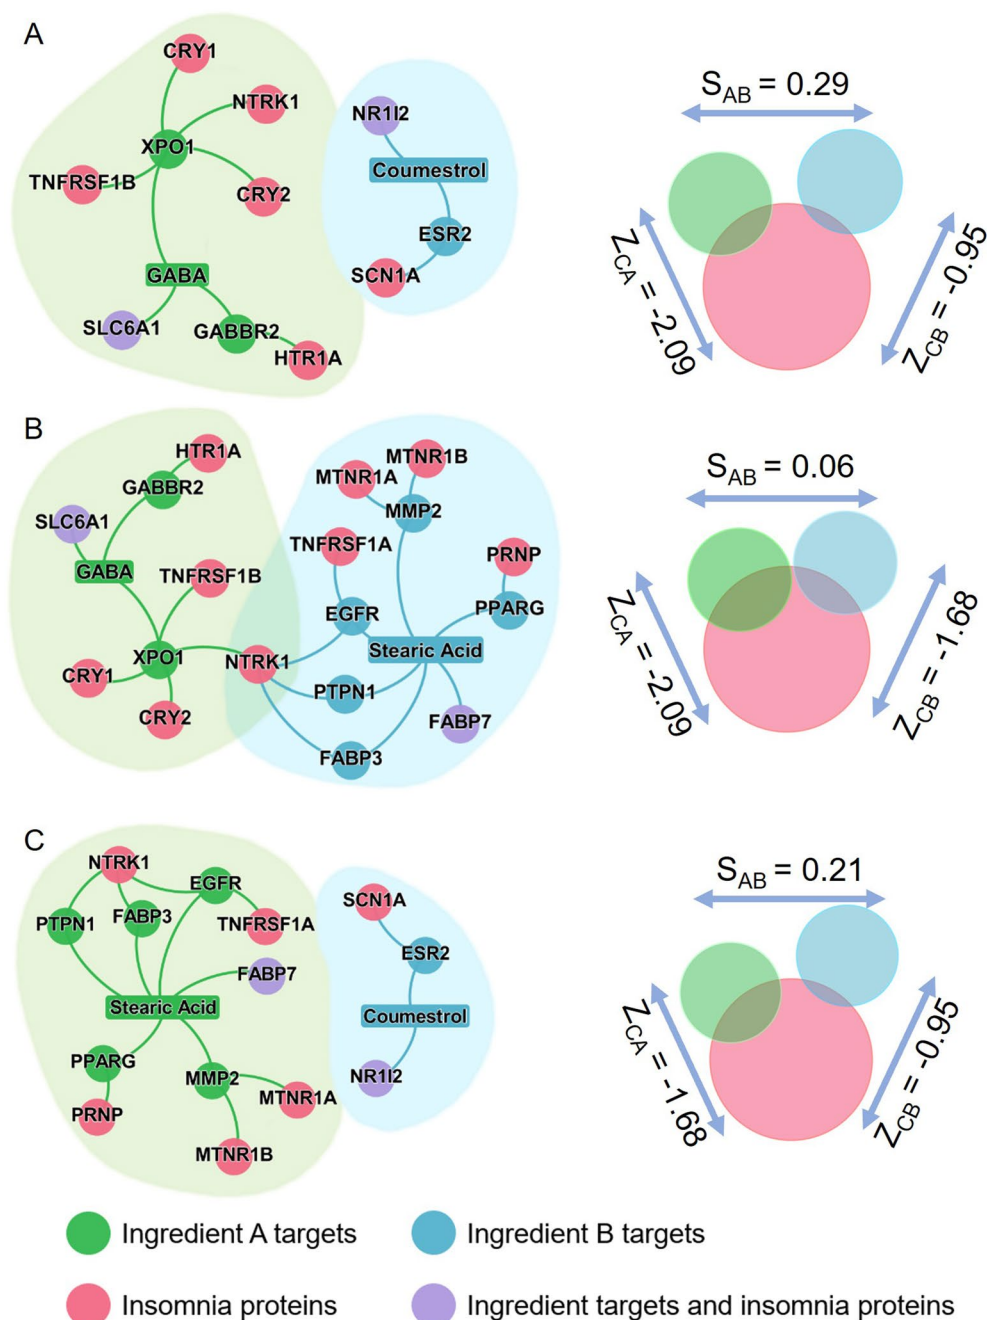 A
CRY1
NTRK1
XPO1
TNFRSF1B
CRY2
GABA
SLC6A1
GABBR2
HTR1A
NR1I2
Coumestrol
ESR2
SCN1A
S_AB = 0.29
Z_CA = -2.09
Z_CB = -0.95
B
HTR1A
GABBR2
SLC6A1
GABA
TNFRSF1B
XPO1
CRY1
CRY2
NTRK1
MTNR1B
MTNR1A
MMP2
TNFRSF1A
PRNP
PPARG
EGFR
Stearic Acid
PTPN1
FABP7
FABP3
S_AB = 0.06
Z_CA = -2.09
Z_CB = -1.68
C
NTRK1
EGFR
PTPN1
FABP3
TNFRSF1A
FABP7
Stearic Acid
PPARG
MMP2
MTNR1A
PRNP
MTNR1B
SCN1A
ESR2
Coumestrol
NR1I2
S_AB = 0.21
Z_CA = -1.68
Z_CB = -0.95
Ingredient A targets
Ingredient B targets
Insomnia proteins
Ingredient targets and insomnia proteins